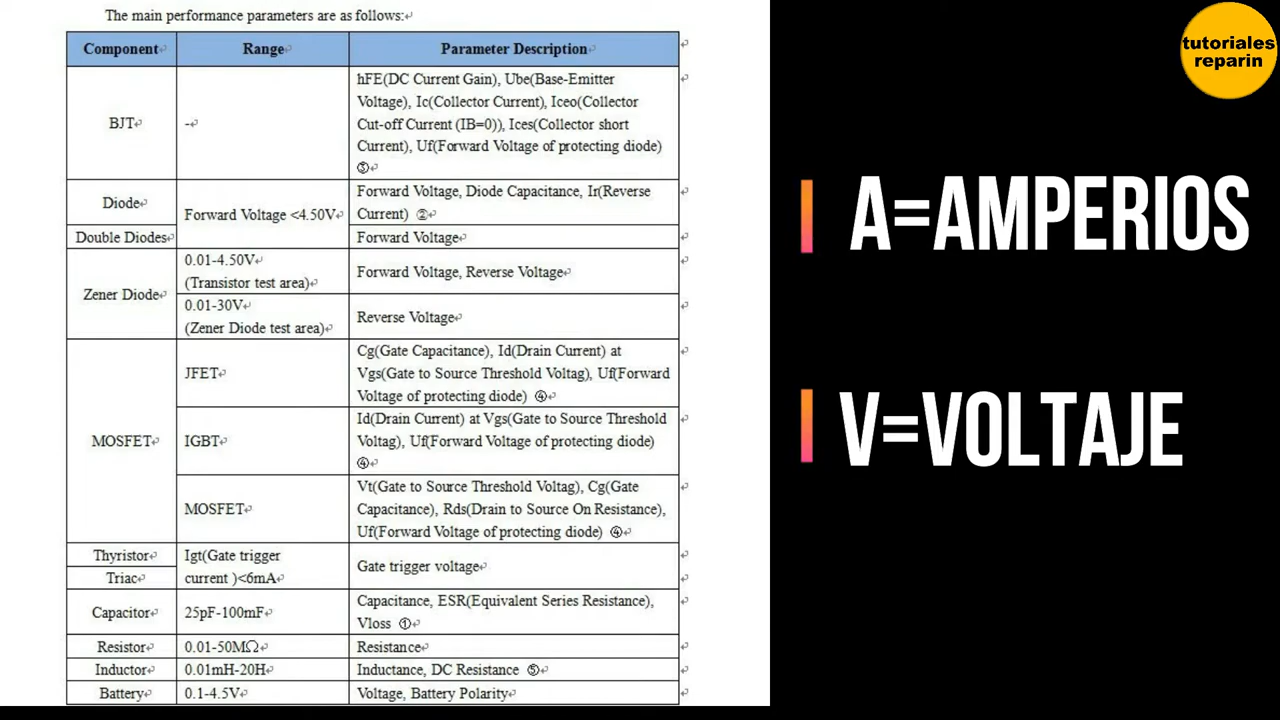 The main performance parameters are as follows:
Component Range Parameter Description
BJT
-
hFE(DC Current Gain), Ube(Base-Emitter
Voltage), Ic(Collector Current), Iceo(Collector
Cut-off Current (IB=0)), Ices(Collector short
Current), Uf(Forward Voltage of protecting diode)
③
Diode
Forward Voltage <4.50V
Forward Voltage, Diode Capacitance, Ir(Reverse
Current) ②
Double Diodes
Forward Voltage
Zener Diode
0.01-4.50V
(Transistor test area)
Forward Voltage, Reverse Voltage
0.01-30V
(Zener Diode test area)
Reverse Voltage
MOSFET
JFET
Cg(Gate Capacitance), Id(Drain Current) at
Vgs(Gate to Source Threshold Voltag), Uf(Forward
Voltage of protecting diode) ④
IGBT
Id(Drain Current) at Vgs(Gate to Source Threshold
Voltag), Uf(Forward Voltage of protecting diode)
④
MOSFET
Vt(Gate to Source Threshold Voltag), Cg(Gate
Capacitance), Rds(Drain to Source On Resistance),
Uf(Forward Voltage of protecting diode) ④
Thyristor
Triac
Igt(Gate trigger
current )<6mA
Gate trigger voltage
Capacitor
25pF-100mF
Capacitance, ESR(Equivalent Series Resistance),
Vloss ①
Resistor 0.01-50MΩ Resistance
Inductor 0.01mH-20H Inductance, DC Resistance ⑤
Battery 0.1-4.5V Voltage, Battery Polarity
tutoriales
reparin
A=AMPERIOS
V=VOLTAJE